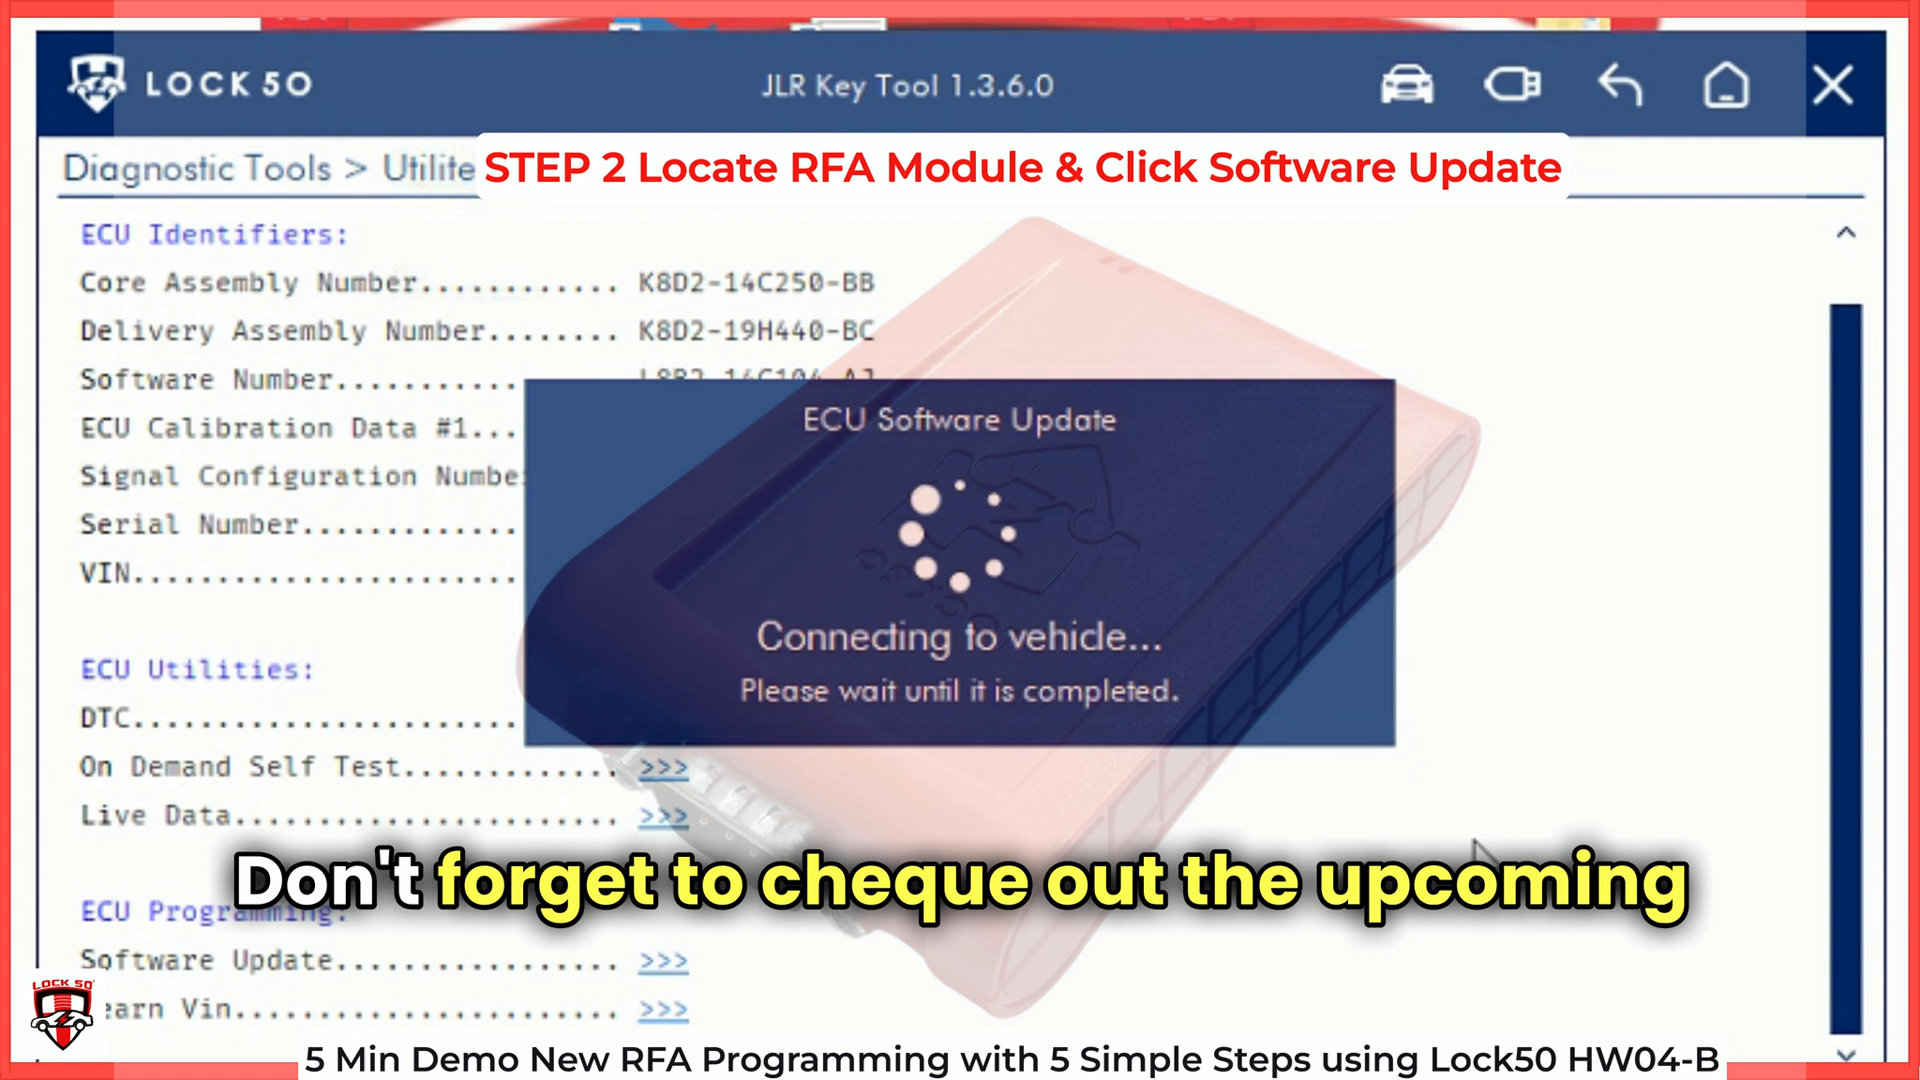 LOCK 50
JLR Key Tool 1.3.6.0
Diagnostic Tools > Utilite
STEP 2 Locate RFA Module & Click Software Update
ECU Identifiers:
Core Assembly Number............ K8D2-14C250-BB
Delivery Assembly Number........ K8D2-19H440-BC
Software Number...........
ECU Calibration Data #1...
Signal Configuration Number
Serial Number.............
VIN.......................
ECU Software Update
Connecting to vehicle...
Please wait until it is completed.
ECU Utilities:
DTC.......................
On Demand Self Test............. >>>
Live Data....................... >>>
Don't forget to cheque out the upcoming
ECU Programming:
Software Update................. >>>
earn Vin....................... >>>
LOCK 50
5 Min Demo New RFA Programming with 5 Simple Steps using Lock50 HW04-B